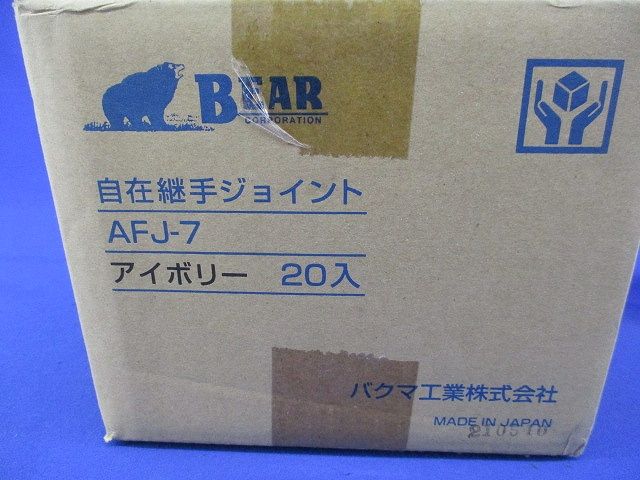 BEAR
CORPORATION
自在継手ジョイント
AFJ-7
アイボリー 20入
バクマ工業株式会社
MADE IN JAPAN
210510